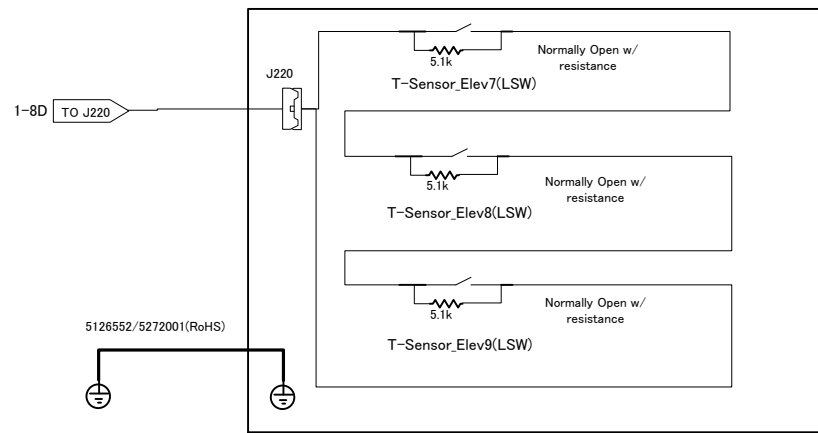 Normally Open w/
resistance
5.1k
T-Sensor_Elev7(LSW)
J220
1-8D
TO J220
Normally Open w/
resistance
5.1k
T-Sensor_Elev8(LSW)
Normally Open w/
resistance
5.1k
T-Sensor_Elev9(LSW)
5126552/5272001(RoHS)